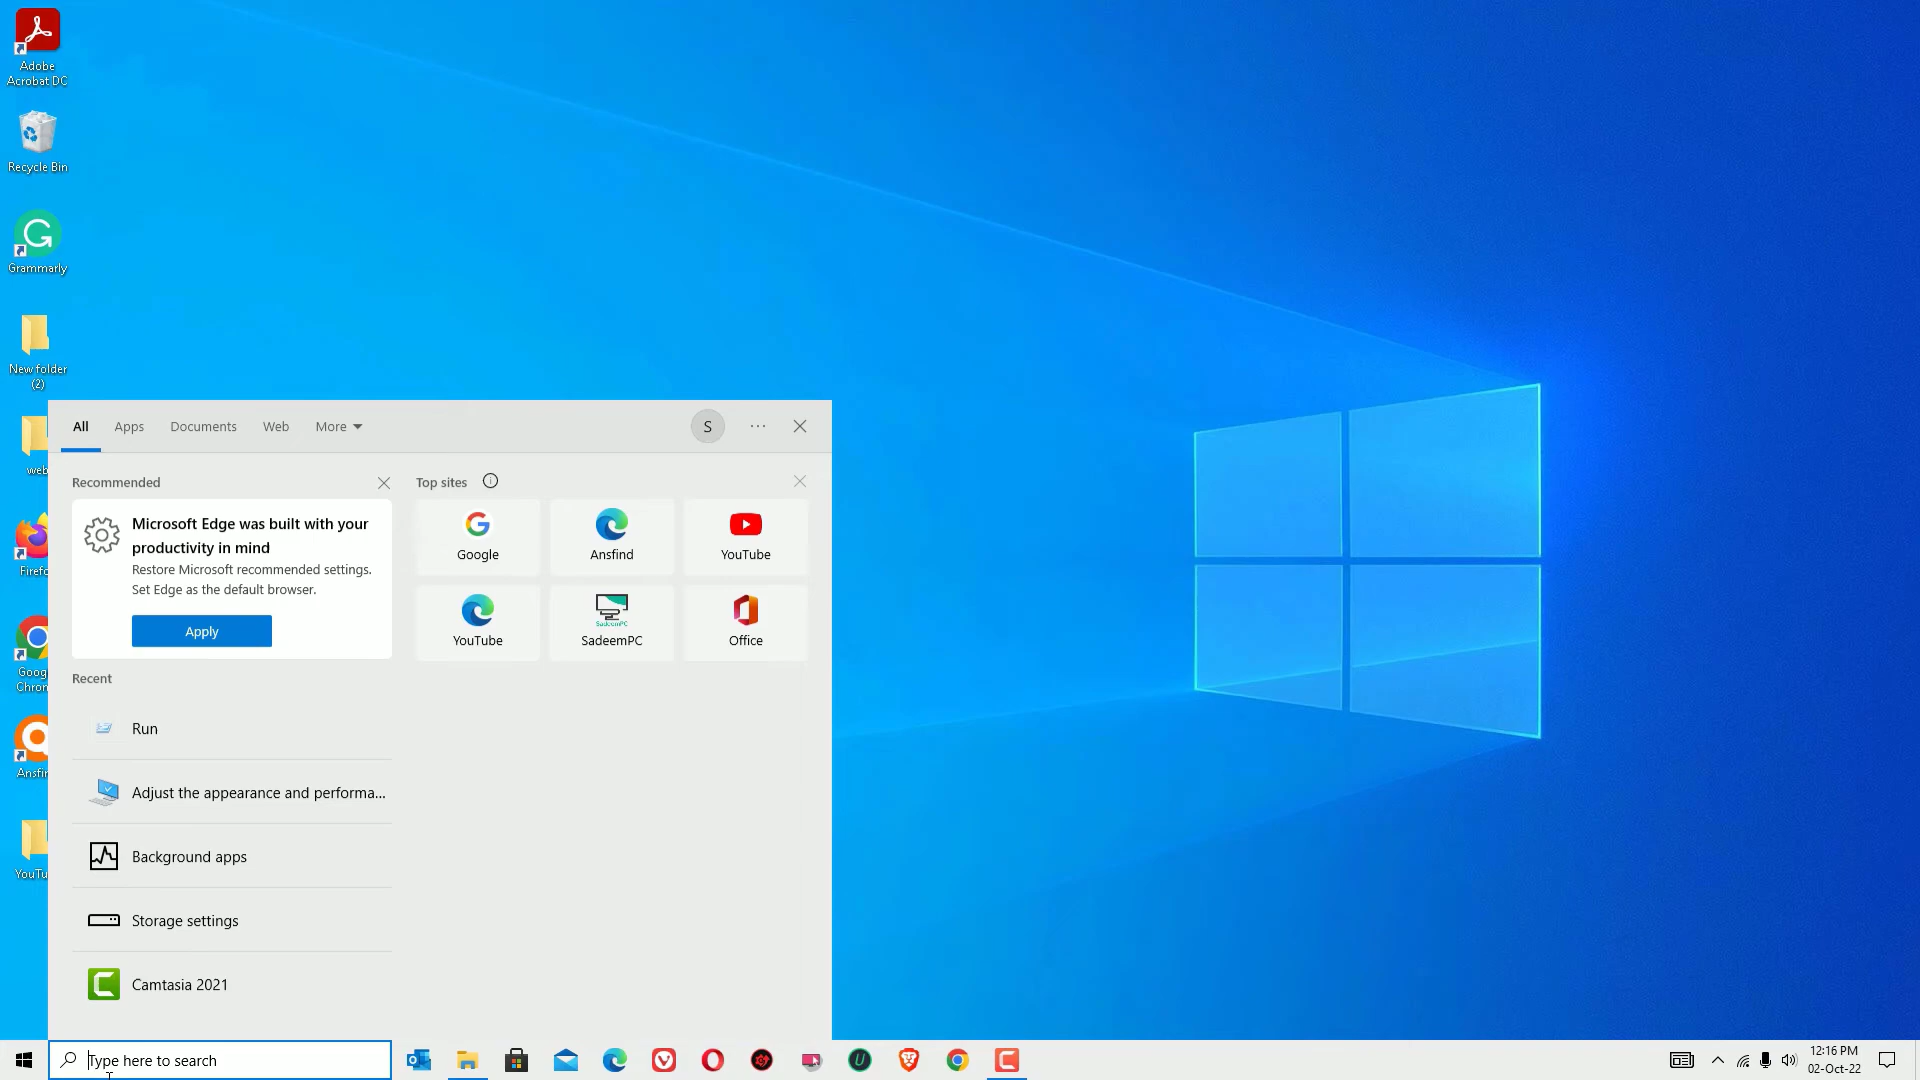 Adobe
Acrobat DC
Recycle Bin
Grammarly
New folder
(2)
web
Firefo
Goog
Chron
Ansfin
YouTu
All
Apps
Documents
Web
More
S
Recommended
Microsoft Edge was built with your
productivity in mind
Restore Microsoft recommended settings.
Set Edge as the default browser.
Apply
Top sites
Google
Ansfind
YouTube
YouTube
SadeemPC
SadeemPC
Office
Recent
Run
Adjust the appearance and performa...
Background apps
Storage settings
Camtasia 2021
Type here to search
12:16 PM
02-Oct-22